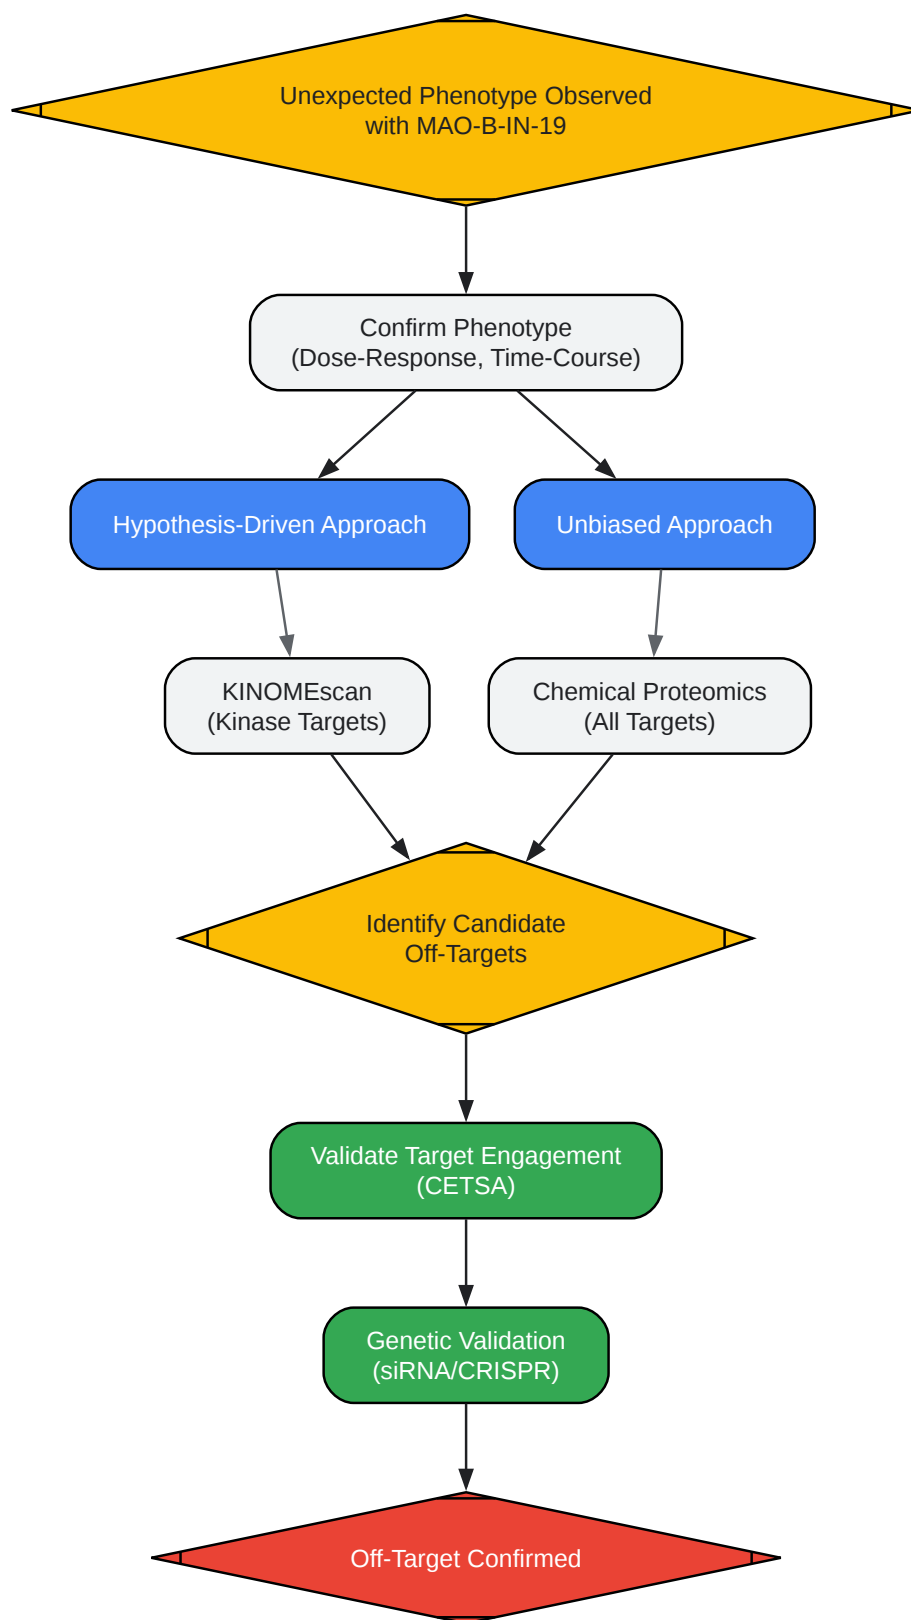 Unexpected Phenotype Observed
with MAO-B-IN-19
Confirm Phenotype
(Dose-Response, Time-Course)
Hypothesis-Driven Approach
Unbiased Approach
KINOMEscan
(Kinase Targets)
Chemical Proteomics
(All Targets)
Identify Candidate
Off-Targets
Validate Target Engagement
(CETSA)
Genetic Validation
(siRNA/CRISPR)
Off-Target Confirmed